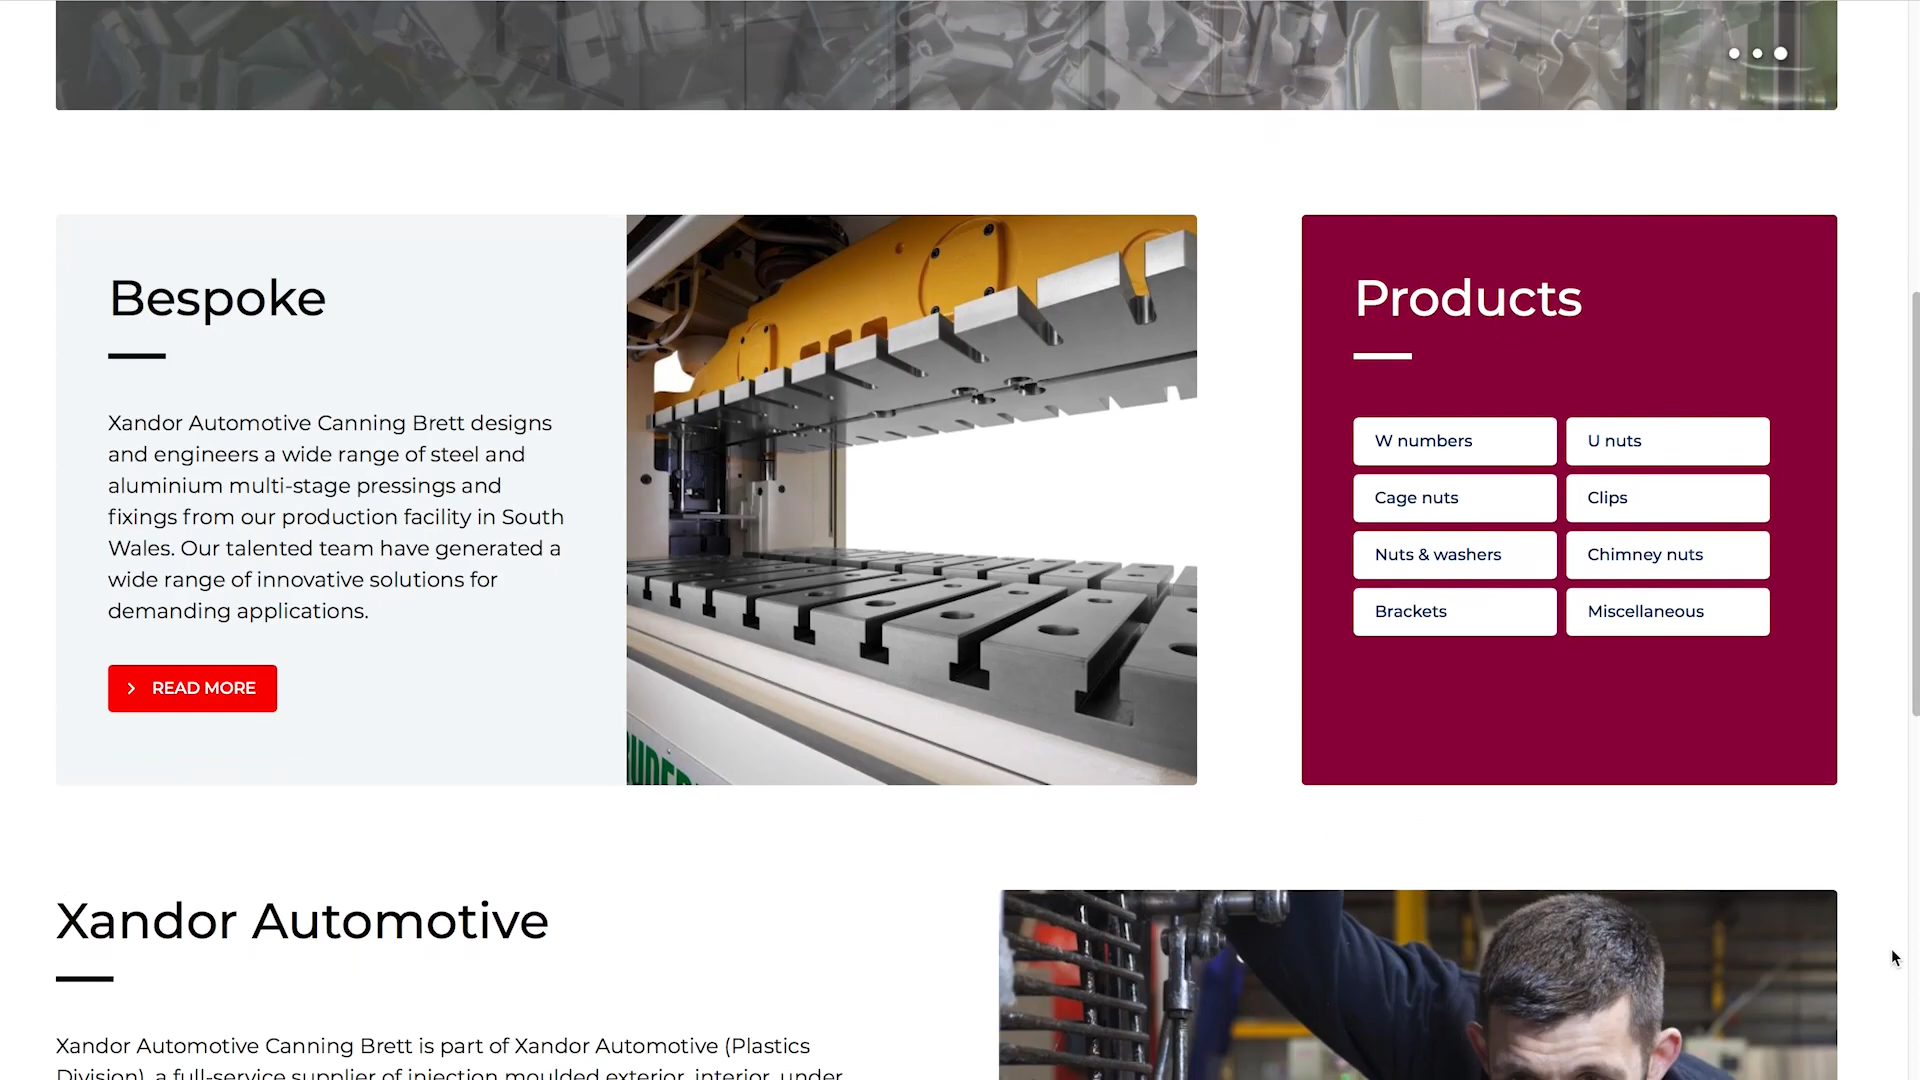 Bespoke
Xandor Automotive Canning Brett designs
and engineers a wide range of steel and
aluminium multi-stage pressings and
fixings from our production facility in South
Wales. Our talented team have generated a
wide range of innovative solutions for
demanding applications.
READ MORE
Products
W numbers
U nuts
Cage nuts
Clips
Nuts & washers
Chimney nuts
Brackets
Miscellaneous
Xandor Automotive
Xandor Automotive Canning Brett is part of Xandor Automotive (Plastics
Division), a full-service supplier of injection moulded exterior, interior, under